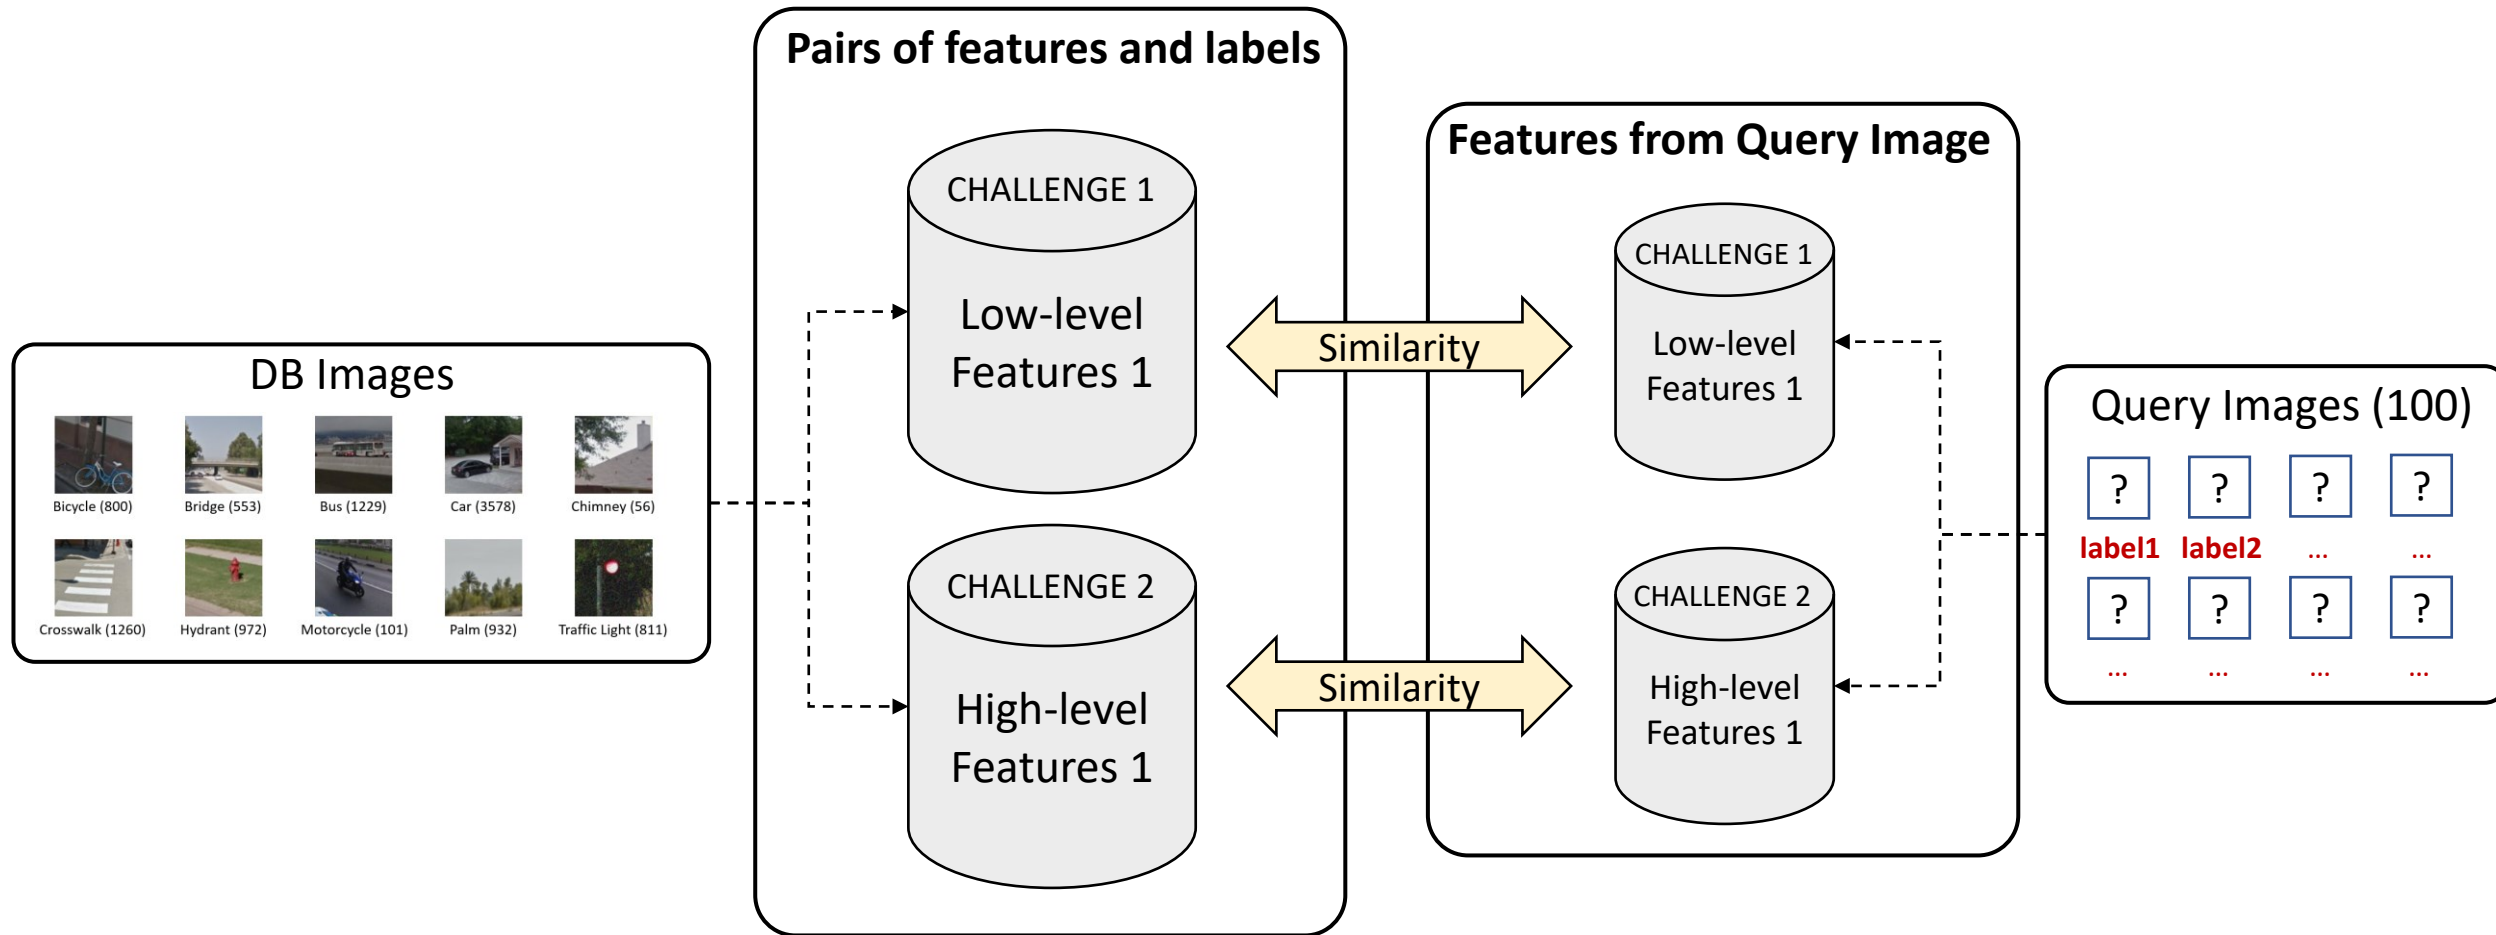 Pairs of features and labels
CHALLENGE 1
Low-level
Features 1
CHALLENGE 2
High-level
Features 1
Features from Query Image
CHALLENGE 1
Low-level
Features 1
CHALLENGE 2
High-level
Features 1
Similarity
Similarity
DB Images
Bicycle (800) Bridge (553) Bus (1229) Car (3578) Chimney (56)
Crosswalk (1260) Hydrant (972) Motorcycle (101) Palm (932) Traffic Light (811)
Query Images (100)
? ? ? ?
label1 label2 ... ...
? ? ? ?
... ... ... ...